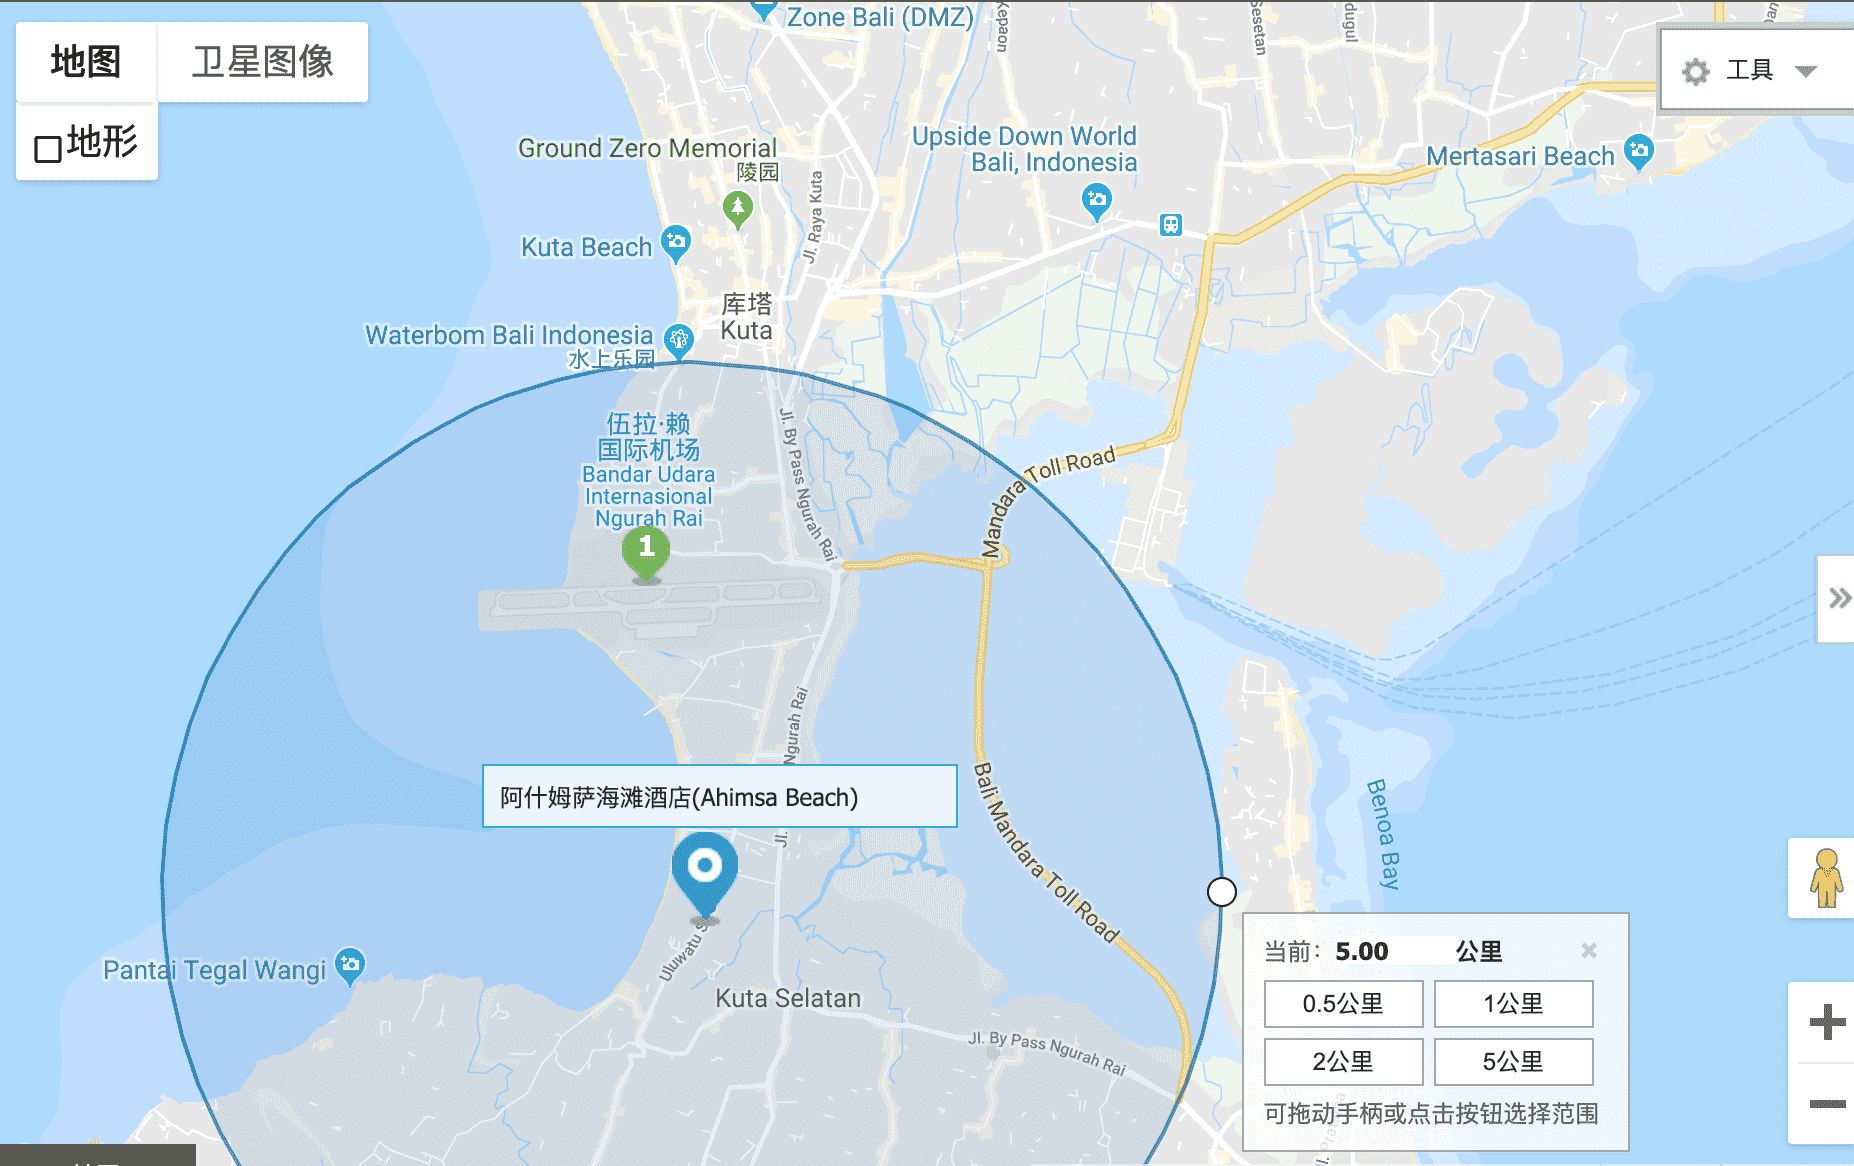 Zone Bali (DMZ)
Kepaon
Sesetan
dugul
地图
卫星图像
工具
地形
Ground Zero Memorial
陵园
Upside Down World
Bali, Indonesia
Mertasari Beach
Jl. Raya Kuta
Kuta Beach
库塔
Kuta
Waterbom Bali Indonesia
水上乐园
伍拉·赖
国际机场
Bandar Udara
Internasional
Ngurah Rai
1
Jl. By Pass Ngurah Rai
Mandara Toll Road
Ngurah Rai
Jl.
阿什姆萨海滩酒店(Ahimsa Beach)
Bali Mandara Toll Road
Benoa Bay
Uluwatu S
Pantai Tegal Wangi
Kuta Selatan
Jl. By Pass Ngurah Rai
当前：5.00 公里
0.5公里
1公里
2公里
5公里
可拖动手柄或点击按钮选择范围